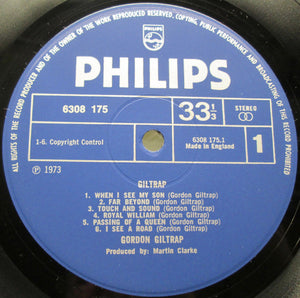 ALL RIGHTS OF THE RECORD PRODUCER AND OF THE OWNER OF THE WORK REPRODUCED RESERVED. COPYING, PUBLIC PERFORMANCE AND BROADCASTING OF THIS RECORD PROHIBITED
PHILIPS
PHILIPS
6308 175
33 1/3
STEREO
1-6. Copyright Control
6308 175.1
Made in England
1
℗ 1973
GILTRAP
1. WHEN I SEE MY SON (Gordon Giltrap)
2. FAR BEYOND (Gordon Giltrap)
3. TOUCH AND SOUND (Gordon Giltrap)
4. ROYAL WILLIAM (Gordon Giltrap)
5. PASSING OF A QUEEN (Gordon Giltrap)
6. I SEE A ROAD (Gordon Giltrap)
GORDON GILTRAP
Produced by: Martin Clarke